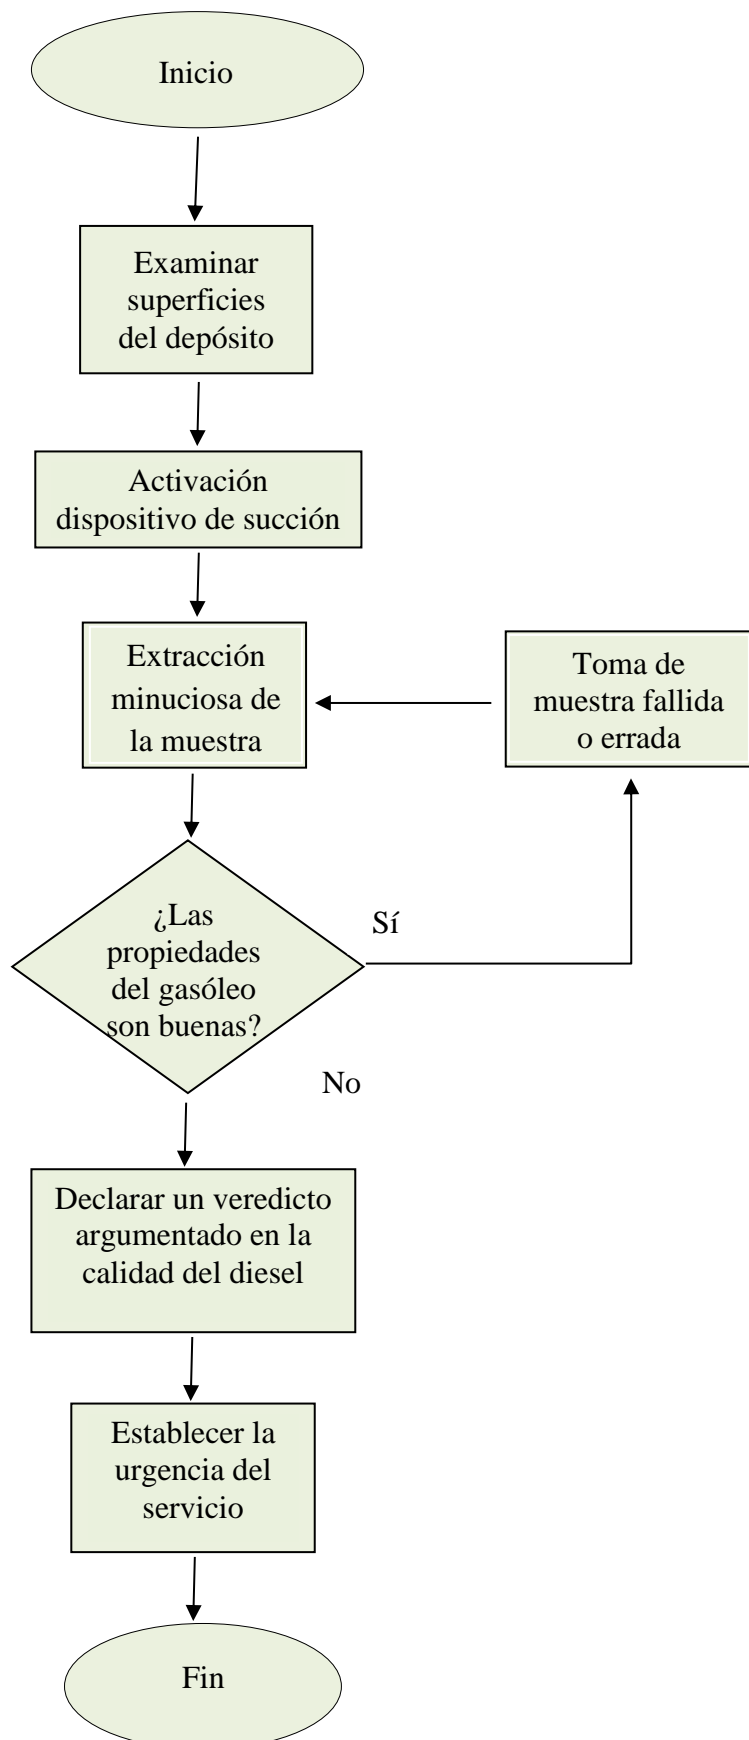 Inicio
Examinar
superficies
del depósito
Activación
dispositivo de succión
Extracción
minuciosa de
la muestra
Toma de
muestra fallida
o errada
¿Las
propiedades
del gasóleo
son buenas?
Sí
No
Declarar un veredicto
argumentado en la
calidad del diesel
Establecer la
urgencia del
servicio
Fin